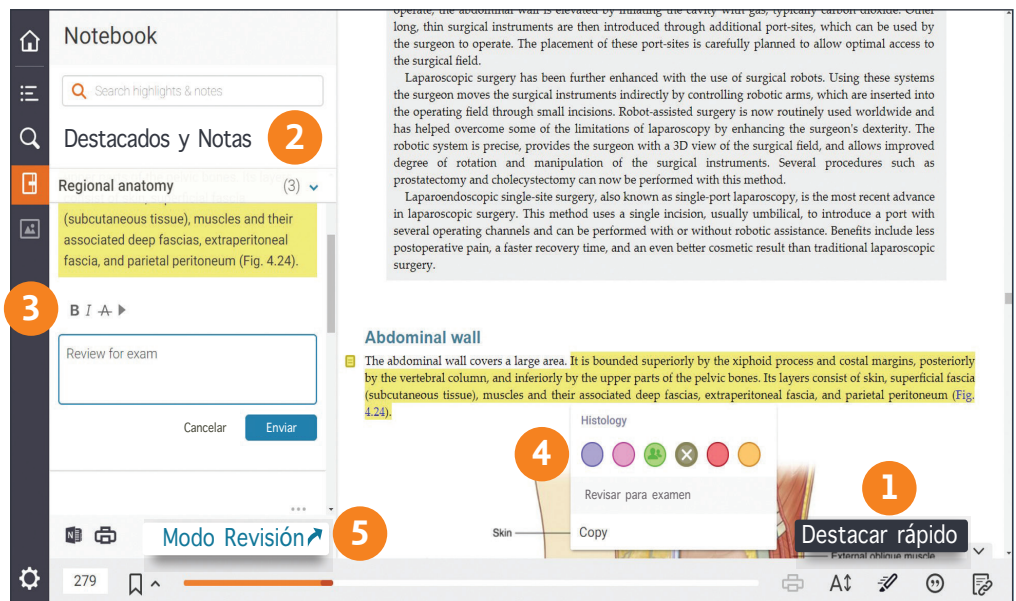 Notebook
Search highlights & notes
Destacados y Notas
2
Regional anatomy (3)
(subcutaneous tissue), muscles and their
associated deep fascias, extraperitoneal
fascia, and parietal peritoneum (Fig. 4.24).
3
B I A
Review for exam
Cancelar Enviar
Modo Revisión
5
279
operate, the abdominal wall is elevated by inflating the cavity with gas, typically carbon dioxide. Other
long, thin surgical instruments are then introduced through additional port-sites, which can be used by
the surgeon to operate. The placement of these port-sites is carefully planned to allow optimal access to
the surgical field.
Laparoscopic surgery has been further enhanced with the use of surgical robots. Using these systems
the surgeon moves the surgical instruments indirectly by controlling robotic arms, which are inserted into
the operating field through small incisions. Robot-assisted surgery is now routinely used worldwide and
has helped overcome some of the limitations of laparoscopy by enhancing the surgeon's dexterity. The
robotic system is precise, provides the surgeon with a 3D view of the surgical field, and allows improved
degree of rotation and manipulation of the surgical instruments. Several procedures such as
prostatectomy and cholecystectomy can now be performed with this method.
Laparoendoscopic single-site surgery, also known as single-port laparoscopy, is the most recent advance
in laparoscopic surgery. This method uses a single incision, usually umbilical, to introduce a port with
several operating channels and can be performed with or without robotic assistance. Benefits include less
postoperative pain, a faster recovery time, and an even better cosmetic result than traditional laparoscopic
surgery.
Abdominal wall
The abdominal wall covers a large area. It is bounded superiorly by the xiphoid process and costal margins, posteriorly
by the vertebral column, and inferiorly by the upper parts of the pelvic bones. Its layers consist of skin, superficial fascia
(subcutaneous tissue), muscles and their associated deep fascias, extraperitoneal fascia, and parietal peritoneum (Fig.
4.24).
Histology
4
Revisar para examen
Copy
Skin
1
Destacar rápido
External oblique muscle
A